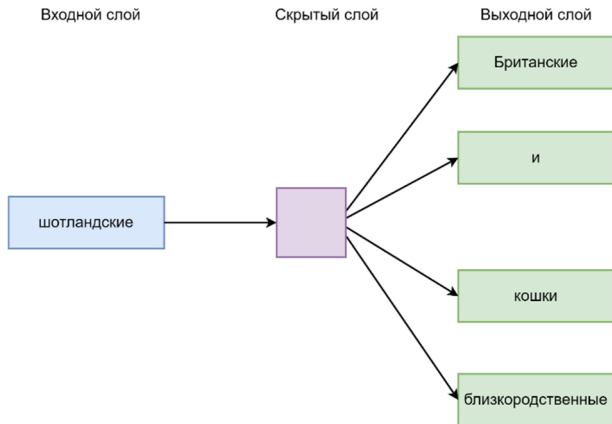 Входной слой
Скрытый слой
Выходной слой
Британские
и
шотландские
кошки
близкородственные